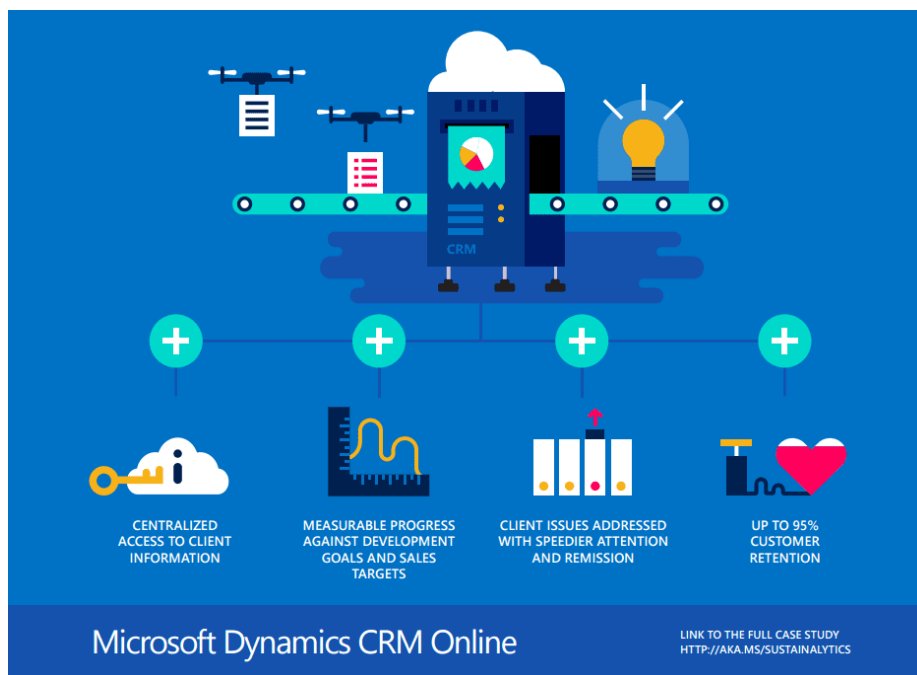 CRM
CENTRALIZED
ACCESS TO CLIENT
INFORMATION
MEASURABLE PROGRESS
AGAINST DEVELOPMENT
GOALS AND SALES
TARGETS
CLIENT ISSUES ADDRESSED
WITH SPEEDIER ATTENTION
AND REMISSION
UP TO 95%
CUSTOMER
RETENTION
Microsoft Dynamics CRM Online
LINK TO THE FULL CASE STUDY
HTTP://AKA.MS/SUSTAINALYTICS